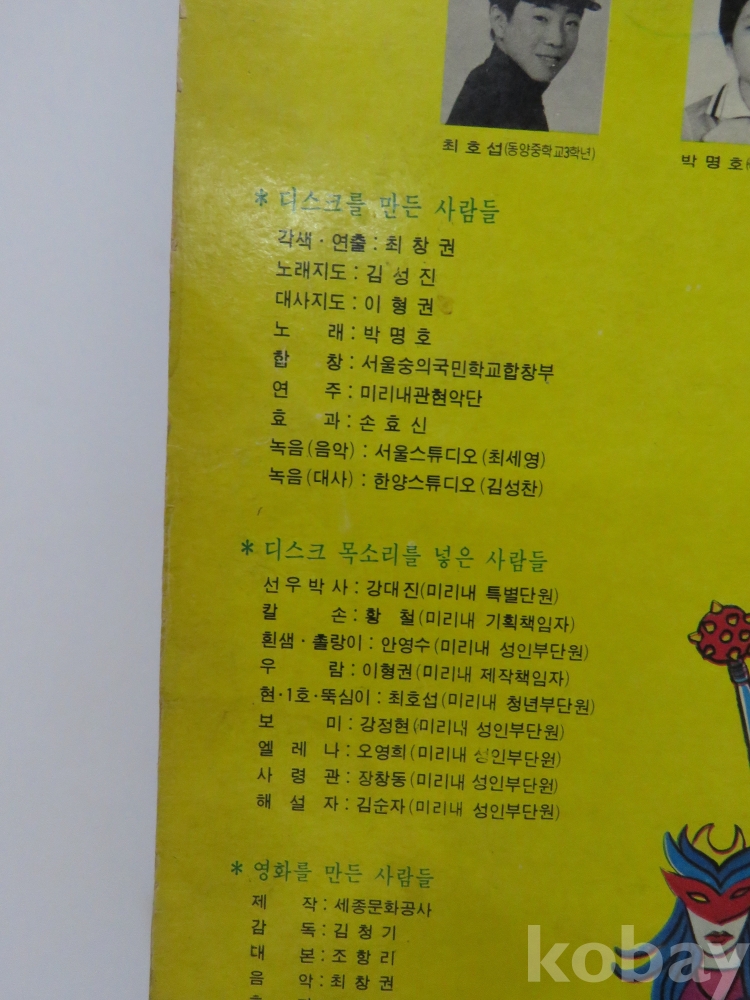 최 호 섭(동양중학교3학년)
박 명 호
* 디스크를 만든 사람들
각색 · 연출 : 최 창 권
노래지도 : 김 성 진
대사지도 : 이 형 권
노 래 : 박 명 호
합 창 : 서울숭의국민학교합창부
연 주 : 미리내관현악단
효 과 : 손 효 신
녹음(음악) : 서울스튜디오(최세영)
녹음(대사) : 한양스튜디오(김성찬)
* 디스크 목소리를 넣은 사람들
선 우 박 사 : 강대진(미리내 특별단원)
칼 손 : 황 철(미리내 기획책임자)
흰샘 · 촐랑이 : 안영수(미리내 성인부단원)
우 람 : 이형권(미리내 제작책임자)
현 · 1호 · 뚝심이 : 최호섭(미리내 청년부단원)
보 미 : 강정현(미리내 성인부단원)
엘 레 나 : 오영희(미리내 성인부단원)
사 령 관 : 장창동(미리내 성인부단원)
해 설 자 : 김순자(미리내 성인부단원)
* 영화를 만든 사람들
제 작 : 세종문화공사
감 독 : 김 청 기
대 본 : 조 항 리
음 악 : 최 창 권
kobay